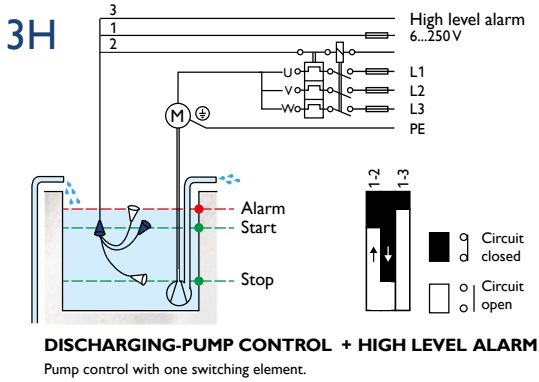 3H
3
High level alarm
1
6...250 V
2
U
L1
V
L2
W
L3
M
PE
1-2
1-3
Alarm
Start
Circuit
closed
Stop
Circuit
open
DISCHARGING-PUMP CONTROL + HIGH LEVEL ALARM
Pump control with one switching element.